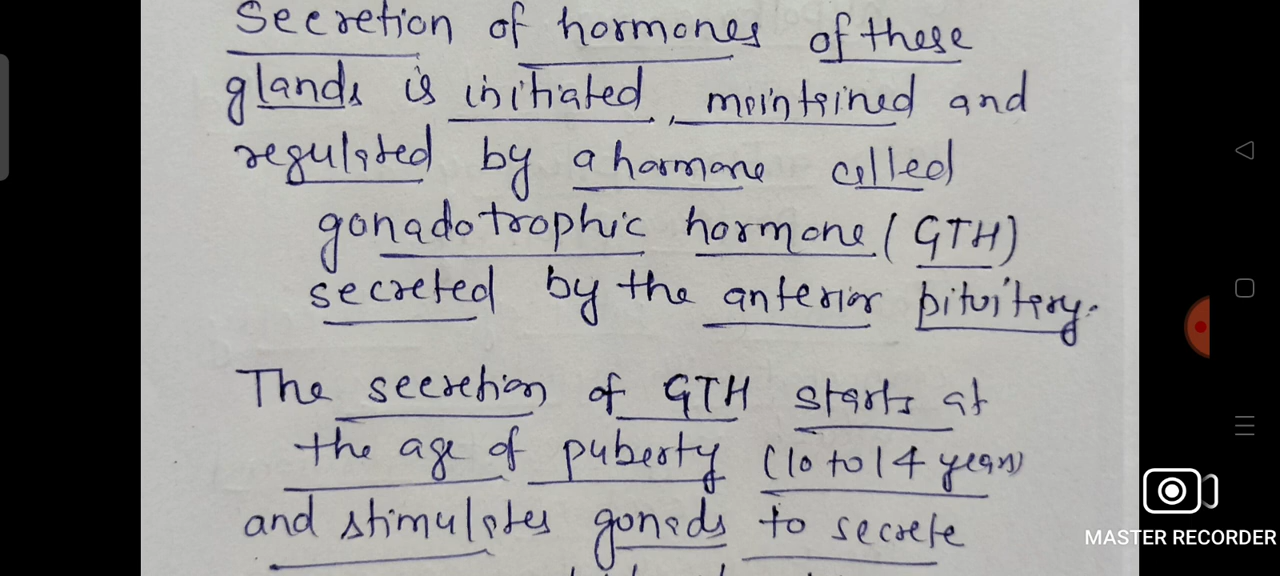 Secretion of hormones of these
glands is initiated, maintained and
regulated by a hormone called
gonadotrophic hormone (GTH)
secreted by the anterior pituitary.
The secretion of GTH starts at
the age of puberty (10 to 14 years)
and stimulates gonads to secrete
MASTER RECORDER